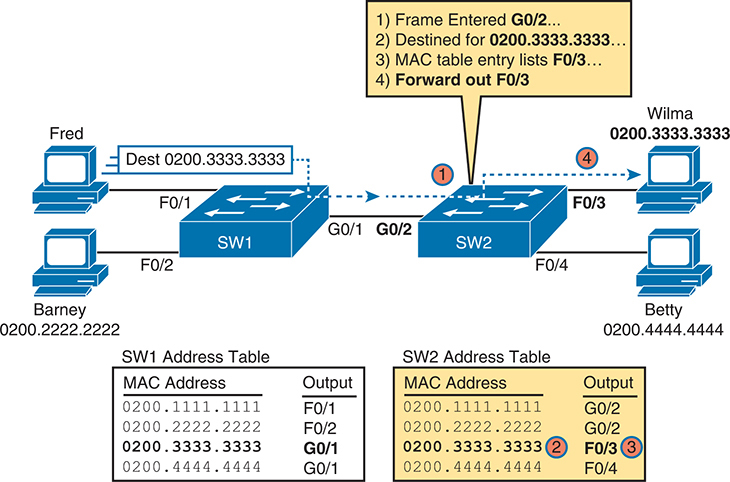 1) Frame Entered G0/2...
2) Destined for 0200.3333.3333...
3) MAC table entry lists F0/3...
4) Forward out F0/3
Fred
Wilma
0200.3333.3333
Dest 0200.3333.3333
1
4
F0/1
SW1
G0/1
G0/2
SW2
F0/3
F0/2
F0/4
Barney
0200.2222.2222
Betty
0200.4444.4444
SW1 Address Table
MAC Address Output
0200.1111.1111 F0/1
0200.2222.2222 F0/2
0200.3333.3333 G0/1
0200.4444.4444 G0/1
SW2 Address Table
MAC Address Output
0200.1111.1111 G0/2
0200.2222.2222 G0/2
0200.3333.3333 2 F0/3 3
0200.4444.4444 F0/4